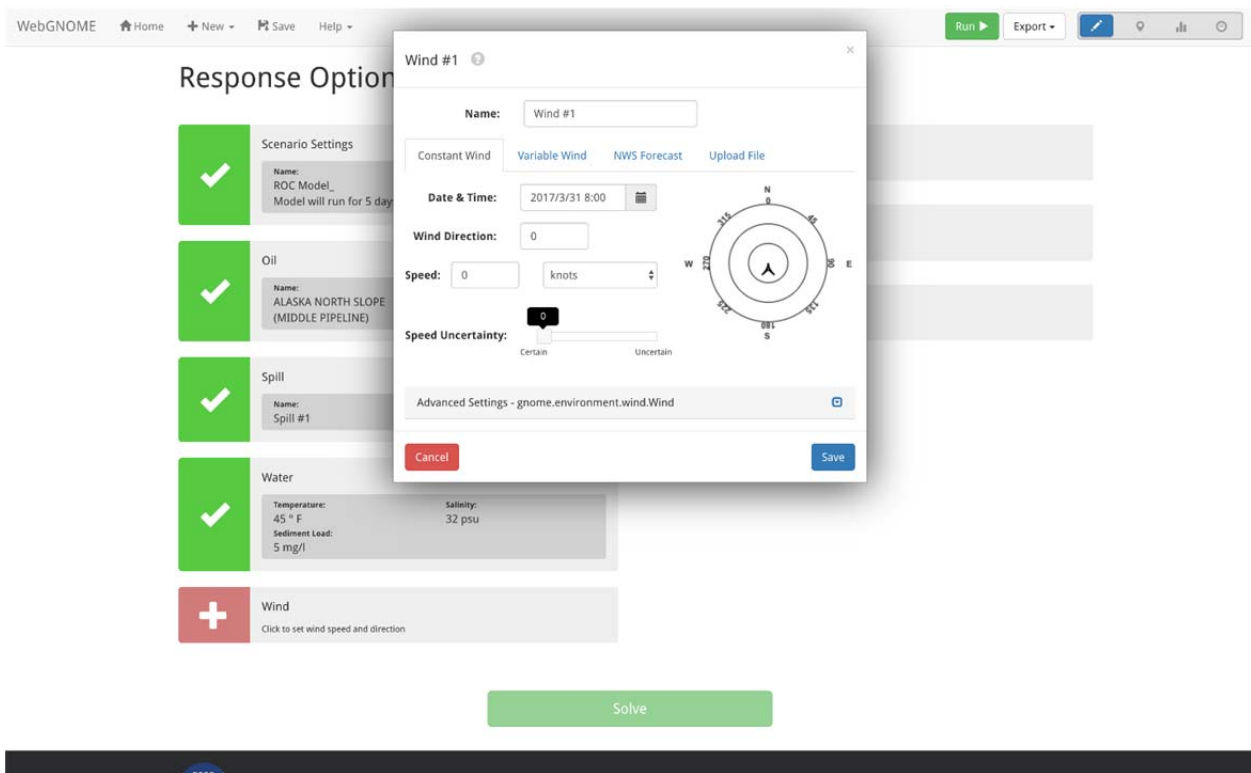 WebGNOME Home New Save Help Run Export
Response Option
Scenario Settings
Name:
ROC Model_
Model will run for 5 day
Oil
Name:
ALASKA NORTH SLOPE
(MIDDLE PIPELINE)
Spill
Name:
Spill #1
Water
Temperature: Salinity:
45 ° F 32 psu
Sediment Load:
5 mg/l
Wind
Click to set wind speed and direction
Solve
Wind #1 ?
×
Name: Wind #1
Constant Wind Variable Wind NWS Forecast Upload File
Date & Time: 2017/3/31 8:00
Wind Direction: 0
Speed: 0 knots
Speed Uncertainty: 0
Certain Uncertain
N
0
315 45
W 270 90 E
225 135
180
S
Advanced Settings - gnome.environment.wind.Wind
Cancel Save